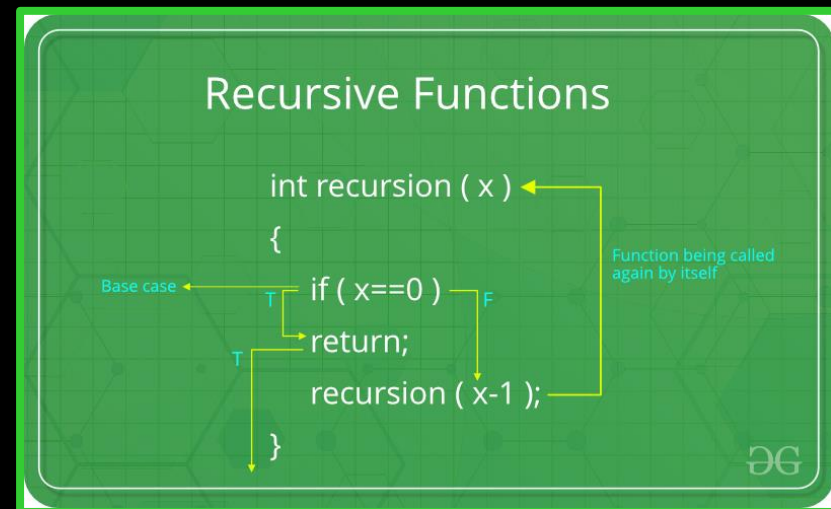 Recursive Functions
int recursion ( x )
{
Function being called
again by itself
Base case
T
if ( x==0 )
F
return;
T
recursion ( x-1 );
}
GG